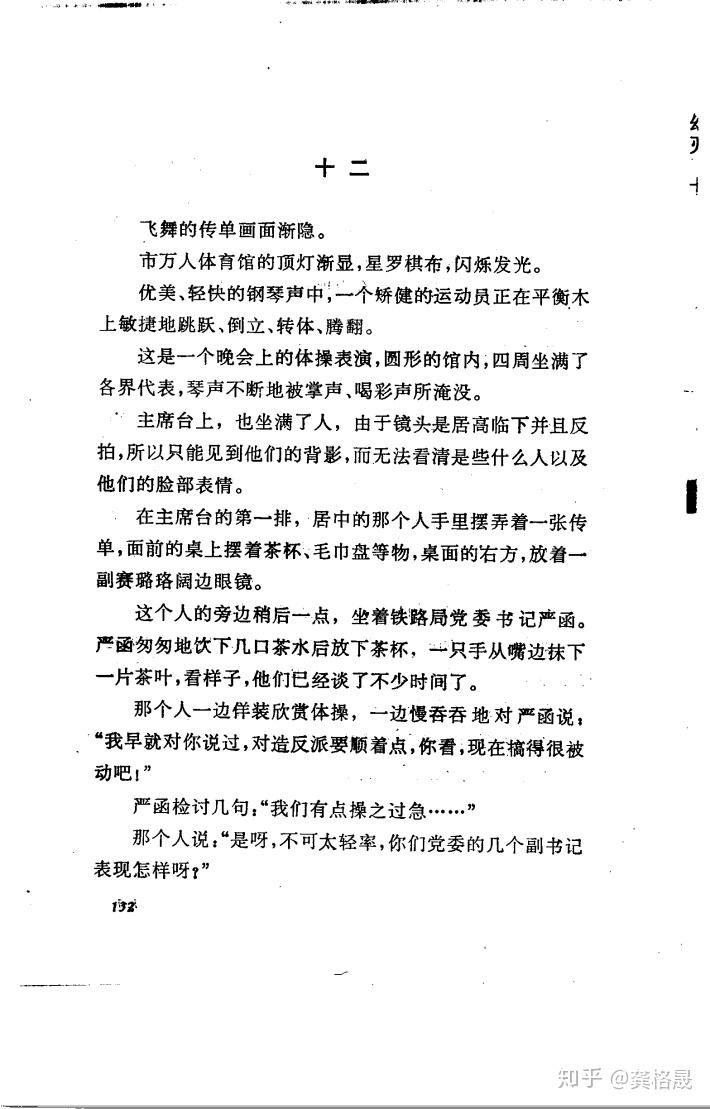 十二
飞舞的传单画面渐隐。
市万人体育馆的顶灯渐显，星罗棋布，闪烁发光。
优美、轻快的钢琴声中，一个矫健的运动员正在平衡木
上敏捷地跳跃、倒立、转体、腾翻。
这是一个晚会上的体操表演，圆形的馆内，四周坐满了
各界代表，琴声不断地被掌声、喝彩声所淹没。
主席台上，也坐满了人，由于镜头是居高临下并且反
拍，所以只能见到他们的背影，而无法看清是些什么人以及
他们的脸部表情。
在主席台的第一排，居中的那个人手里摆弄着一张传
单，面前的桌上摆着茶杯、毛巾盘等物，桌面的右方，放着一
副赛璐珞阔边眼镜。
这个人的旁边稍后一点，坐着铁路局党委书记严函。
严函匆匆地饮下几口茶水后放下茶杯，一只手从嘴边抹下
一片茶叶，看样子，他们已经谈了不少时间了。
那个人一边佯装欣赏体操，一边慢吞吞地对严函说：
“我早就对你说过，对造反派要顺着点，你看，现在搞得很被
动吧！”
严函检讨几句：“我们有点操之过急……”
那个人说：“是呀，不可太轻率，你们党委的几个副书记
表现怎样呀？”
132
知乎 @龚格晟